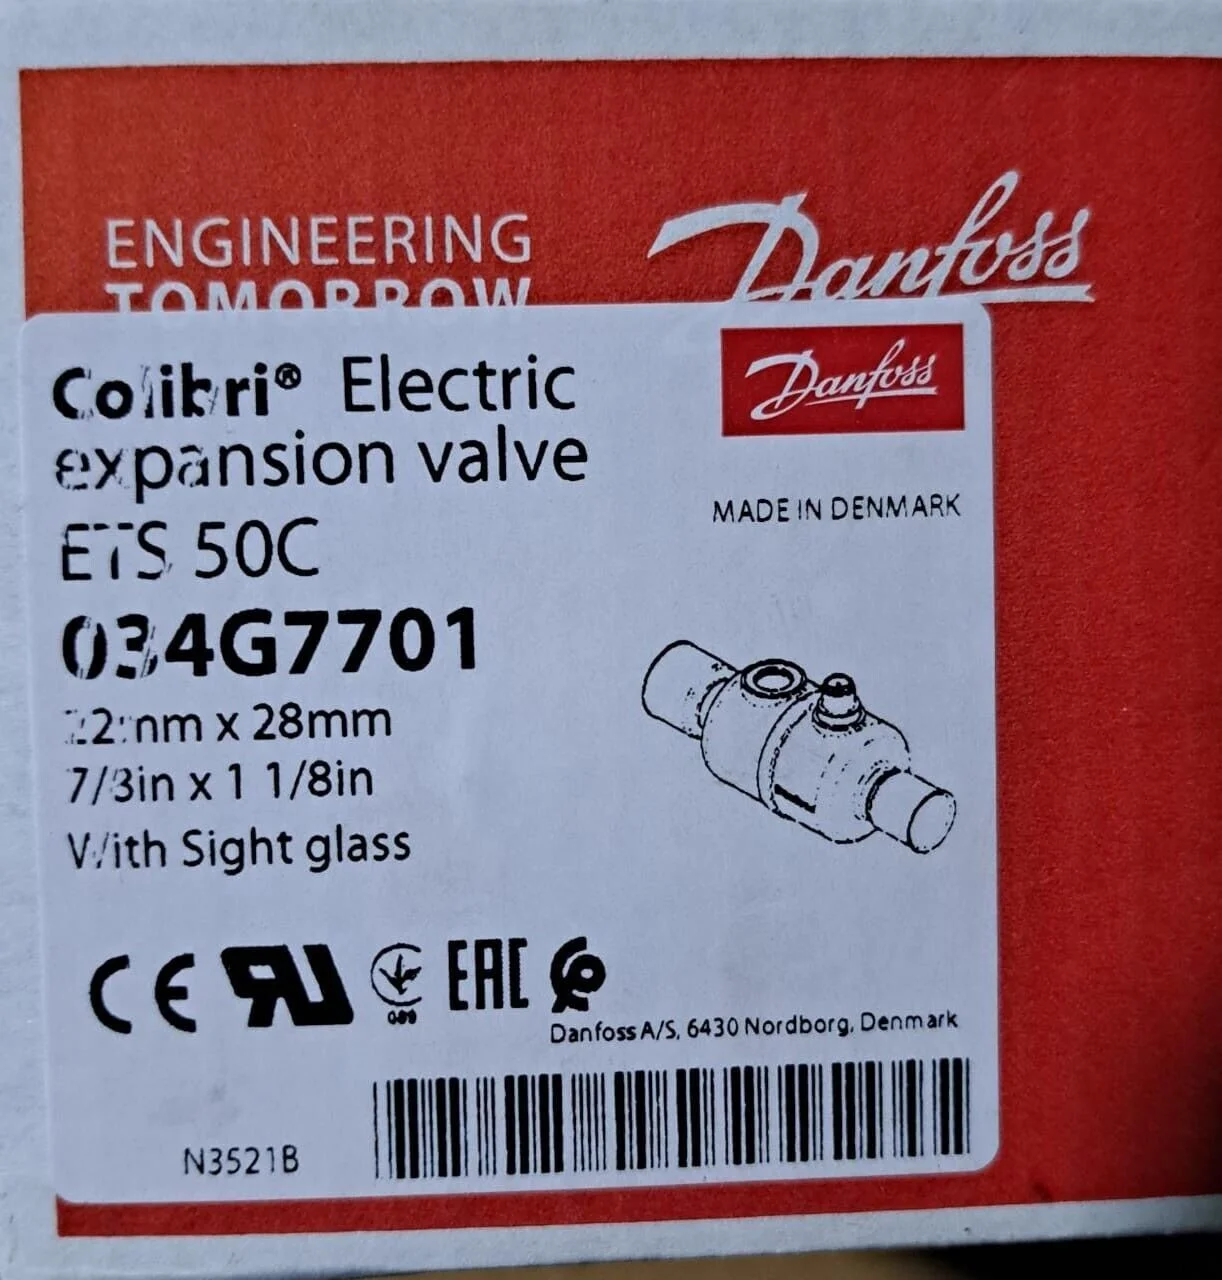 ENGINEERING
TOMORROW
Danfoss
Colibri® Electric
expansion valve
ETS 50C
034G7701
22mm x 28mm
7/8in x 1 1/8in
With Sight glass
Danfoss
MADE IN DENMARK
CE
EAC
Danfoss A/S, 6430 Nordborg, Denmark
N3521B